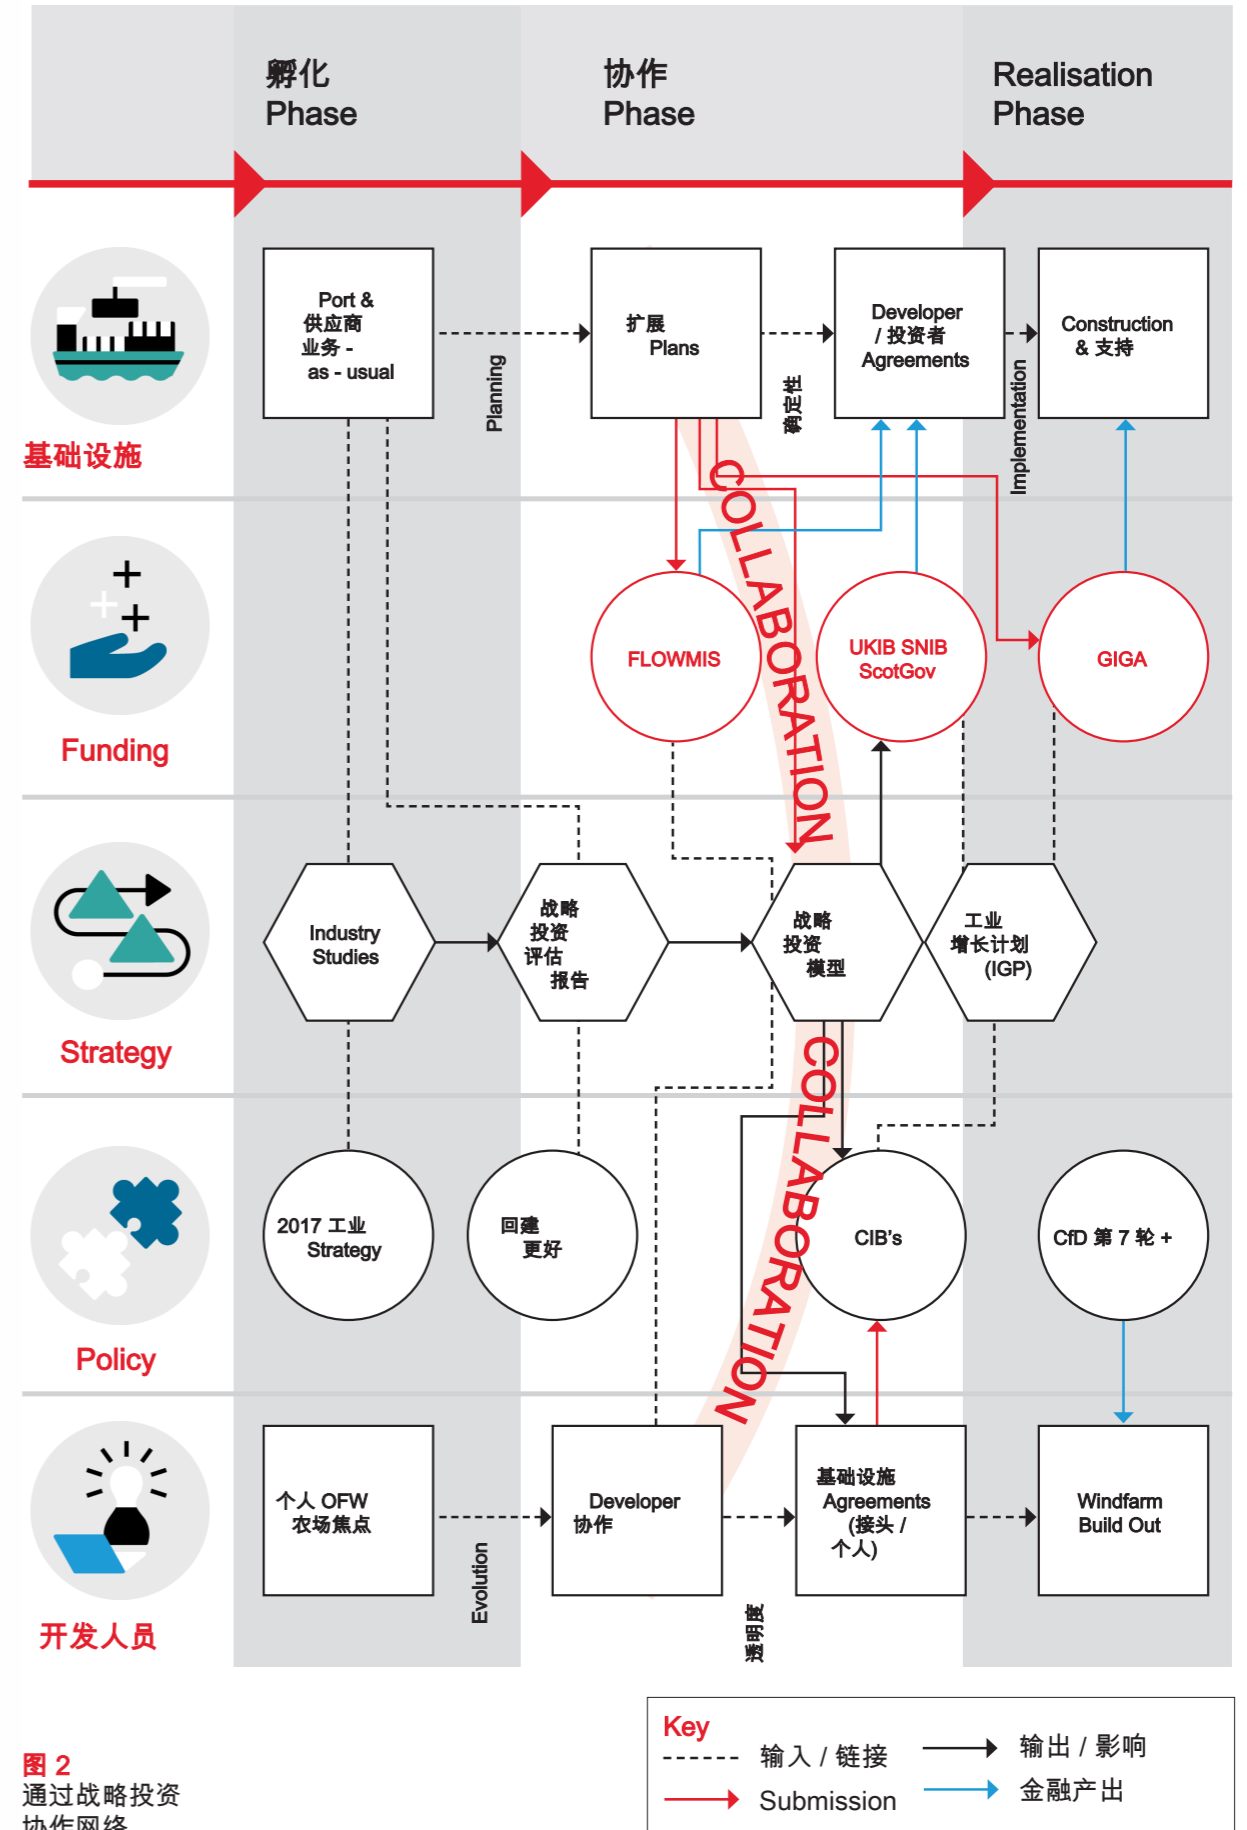 孵化
Phase
协作
Phase
Realisation
Phase
Port &
供应商
业务 -
as - usual
Planning
扩展
Plans
确定性
Developer
/ 投资者
Agreements
Implementation
Construction
& 支持
基础设施
COLLABORATION
FLOWMIS
UKIB SNIB
ScotGov
GIGA
Funding
Industry
Studies
战略
投资
评估
报告
战略
投资
模型
工业
增长计划
(IGP)
Strategy
COLLABORATION
2017 工业
Strategy
回建
更好
CIB's
CfD 第 7 轮 +
Policy
个人 OFW
农场焦点
Evolution
Developer
协作
透明度
基础设施
Agreements
(接头 /
个人)
Windfarm
Build Out
开发人员
Key
输入 / 链接
输出 / 影响
Submission
金融产出
图 2
通过战略投资
协作网络